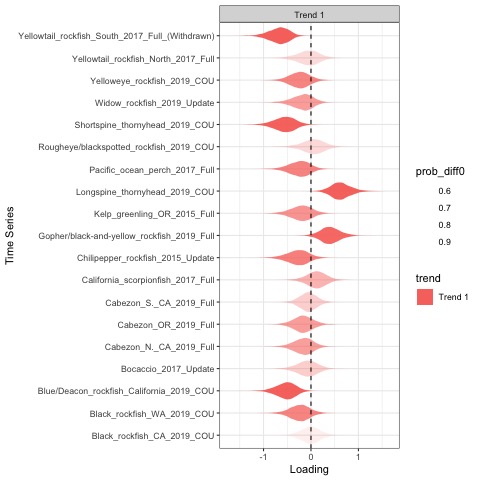 Trend 1
Yellowtail_rockfish_South_2017_Full_(Withdrawn)
Yellowtail_rockfish_North_2017_Full
Yelloweye_rockfish_2019_COU
Widow_rockfish_2019_Update
Shortspine_thornyhead_2019_COU
Rougheye/blackspotted_rockfish_2019_COU
Pacific_ocean_perch_2017_Full
Longspine_thornyhead_2019_COU
Kelp_greenling_OR_2015_Full
Gopher/black-and-yellow_rockfish_2019_Full
Chilipepper_rockfish_2015_Update
California_scorpionfish_2017_Full
Cabezon_S._CA_2019_Full
Cabezon_OR_2019_Full
Cabezon_N._CA_2019_Full
Bocaccio_2017_Update
Blue/Deacon_rockfish_California_2019_COU
Black_rockfish_WA_2019_COU
Black_rockfish_CA_2019_COU
Time Series
-1 0 1
Loading
prob_diff0
0.6
0.7
0.8
0.9
trend
Trend 1